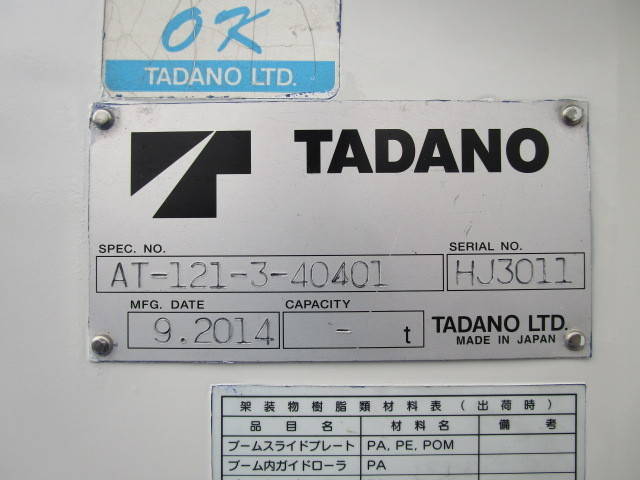 OK
TADANO LTD.
TADANO
SPEC. NO.
SERIAL NO.
AT-121-3-40401
HJ3011
MFG. DATE
CAPACITY
9.2014
- t
TADANO LTD.
MADE IN JAPAN
架装物樹脂類材料表(出荷時)
品目名 材料名 備考
ブームスライドプレート PA, PE, POM
ブーム内ガイドローラ PA